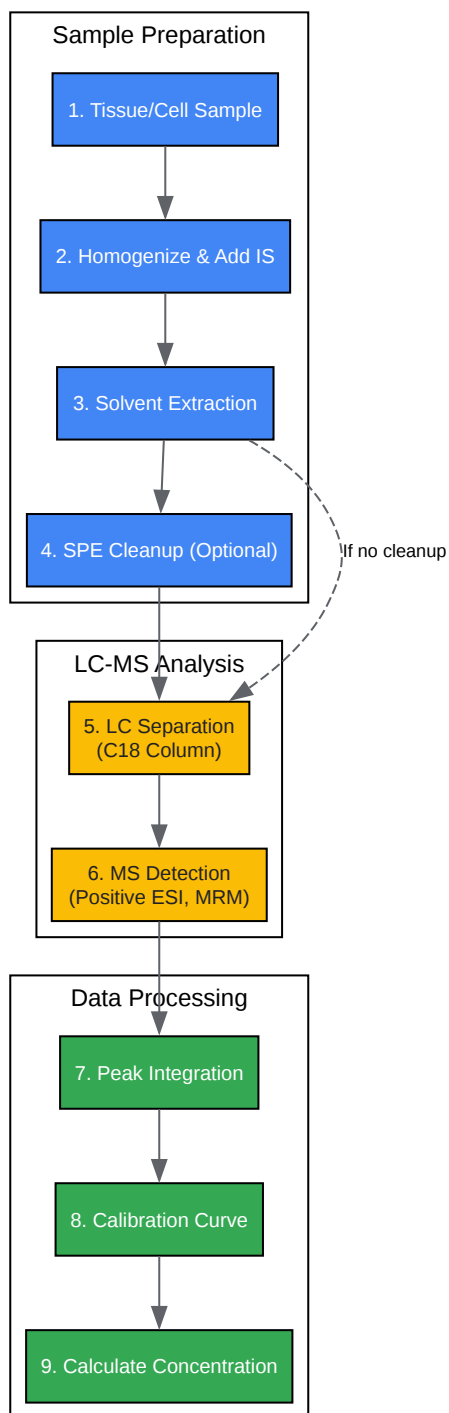 Sample Preparation
1. Tissue/Cell Sample
2. Homogenize & Add IS
3. Solvent Extraction
4. SPE Cleanup (Optional)
If no cleanup
LC-MS Analysis
5. LC Separation
(C18 Column)
6. MS Detection
(Positive ESI, MRM)
Data Processing
7. Peak Integration
8. Calibration Curve
9. Calculate Concentration